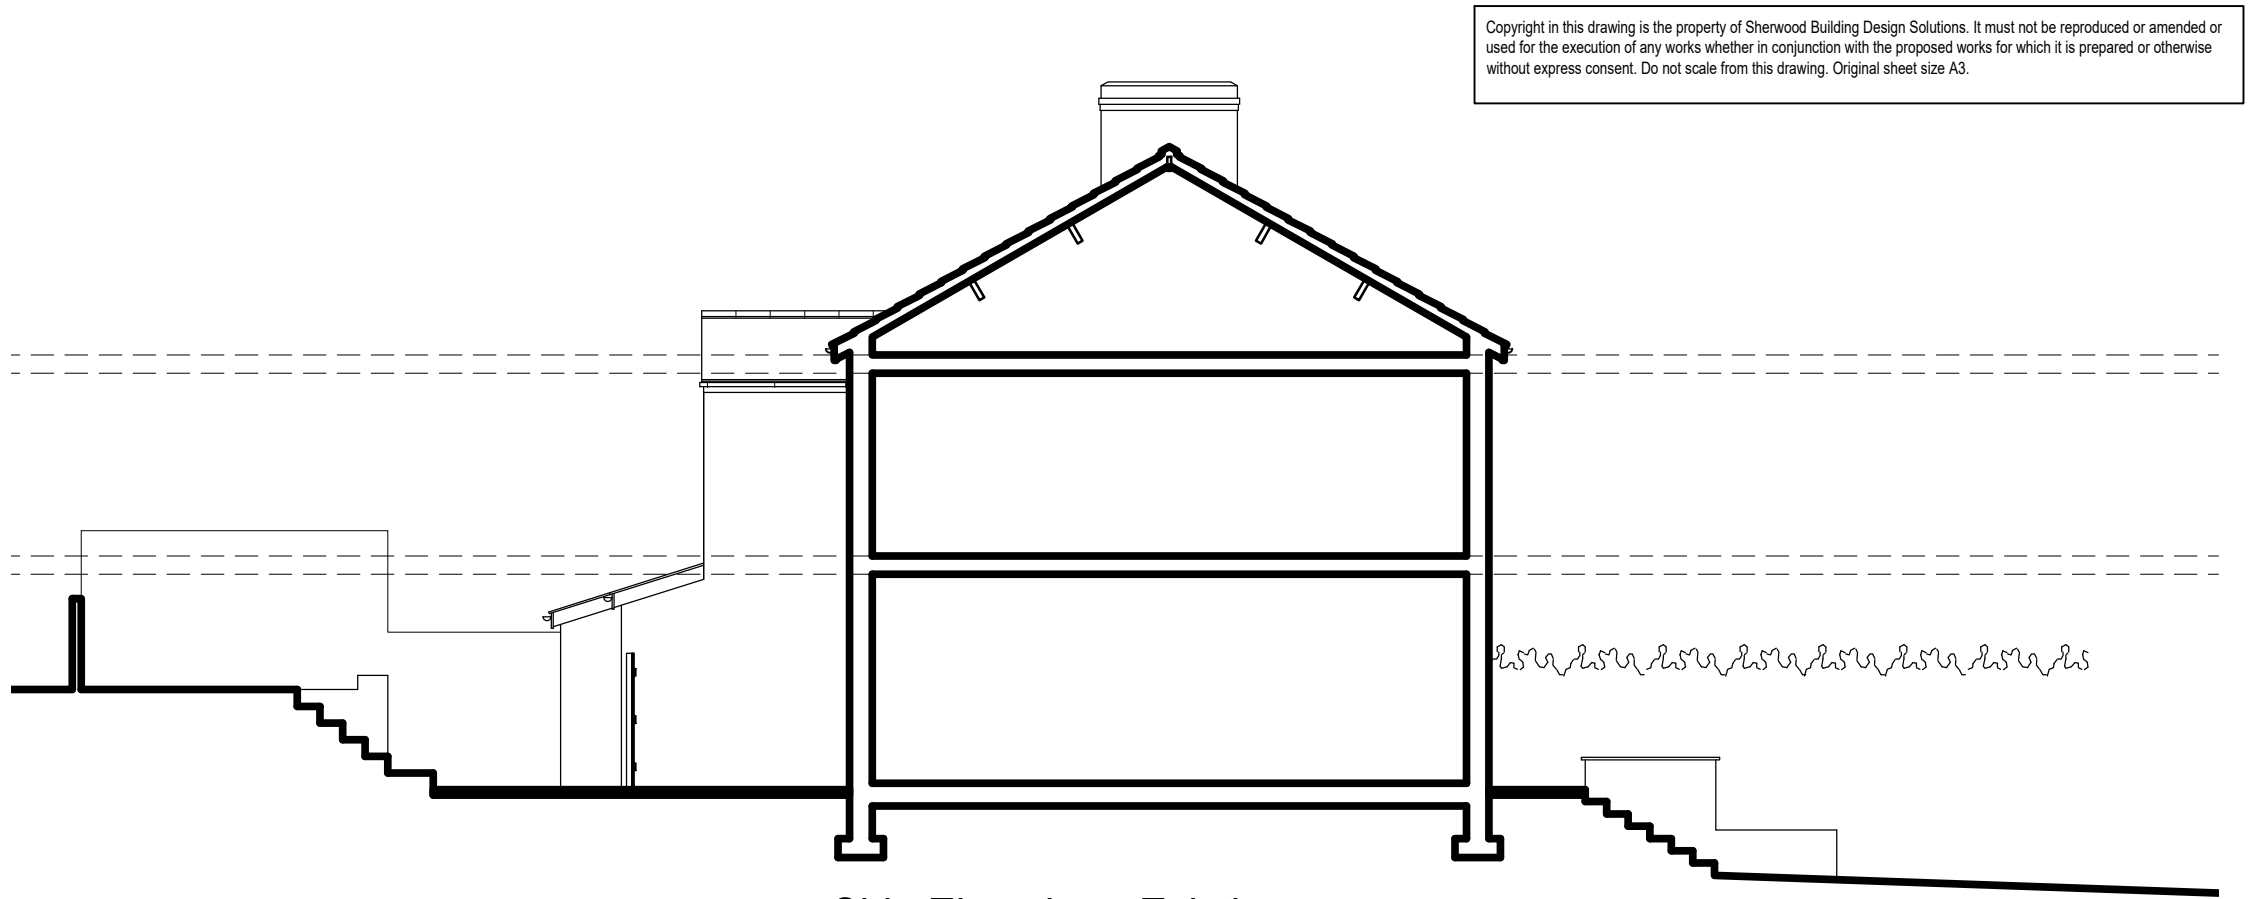 Copyright in this drawing is the property of Sherwood Building Design Solutions. It must not be reproduced or amended or
used for the execution of any works whether in conjunction with the proposed works for which it is prepared or otherwise
without express consent. Do not scale from this drawing. Original sheet size A3.